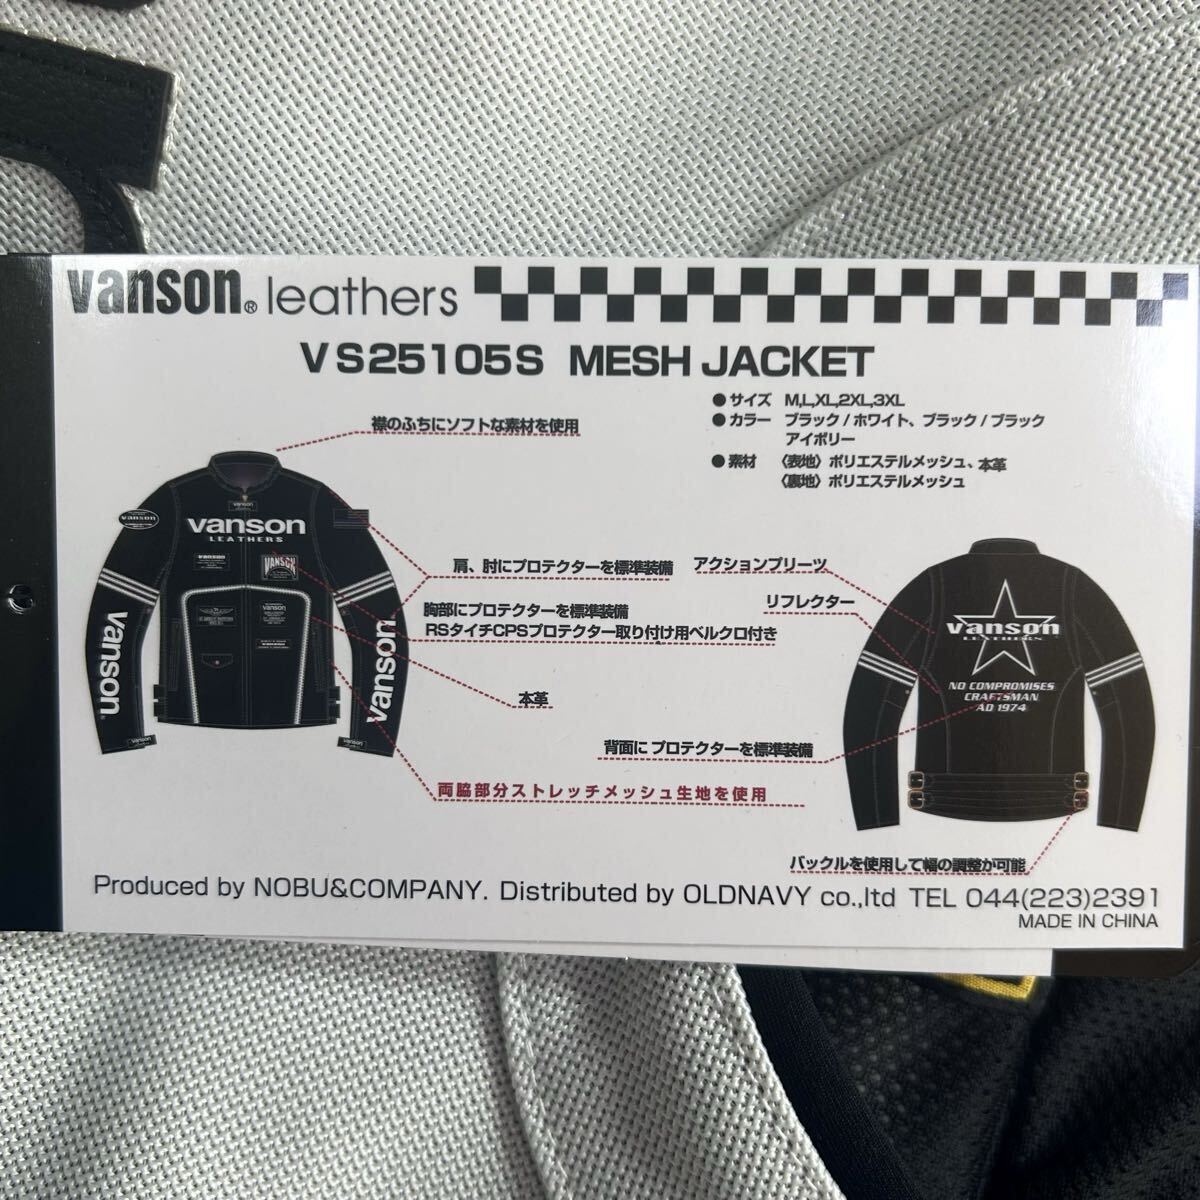 vanson® leathers
VS25105S MESH JACKET
● サイズ M,L,XL,2XL,3XL
● カラー ブラック / ホワイト、ブラック / ブラック
アイボリー
● 素材 〈表地〉 ポリエステルメッシュ、本革
〈裏地〉 ポリエステルメッシュ
襟のふちにソフトな素材を使用
vanson
vanson
LEATHERS
vanson
VANSON
vanson
vanson
vanson
肩、肘にプロテクターを標準装備
胸部にプロテクターを標準装備
RSタイチCPSプロテクター取り付け用ベルクロ付き
本革
両脇部分ストレッチメッシュ生地を使用
アクションプリーツ
リフレクター
vanson
LEATHERS
NO COMPROMISES
CRAFTSMAN
AD 1974
背面に プロテクターを標準装備
バックルを使用して幅の調整が可能
Produced by NOBU&COMPANY. Distributed by OLDNAVY co.,ltd TEL 044(223)2391
MADE IN CHINA